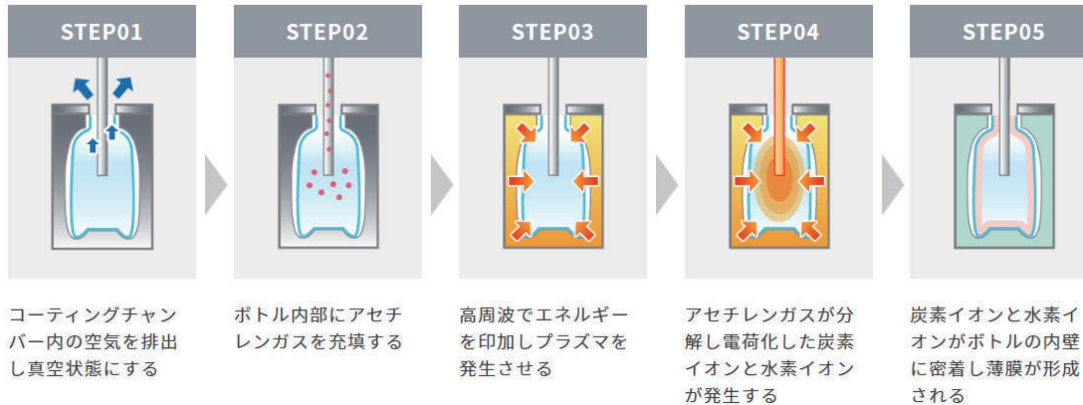 STEP01
コーティングチャン
バー内の空気を排出
し真空状態にする
STEP02
ボトル内部にアセチ
レンガスを充填する
STEP03
高周波でエネルギー
を印加しプラズマを
発生させる
STEP04
アセチレンガスが分
解し電荷化した炭素
イオンと水素イオン
が発生する
STEP05
炭素イオンと水素イ
オンがボトルの内壁
に密着し薄膜が形成
される